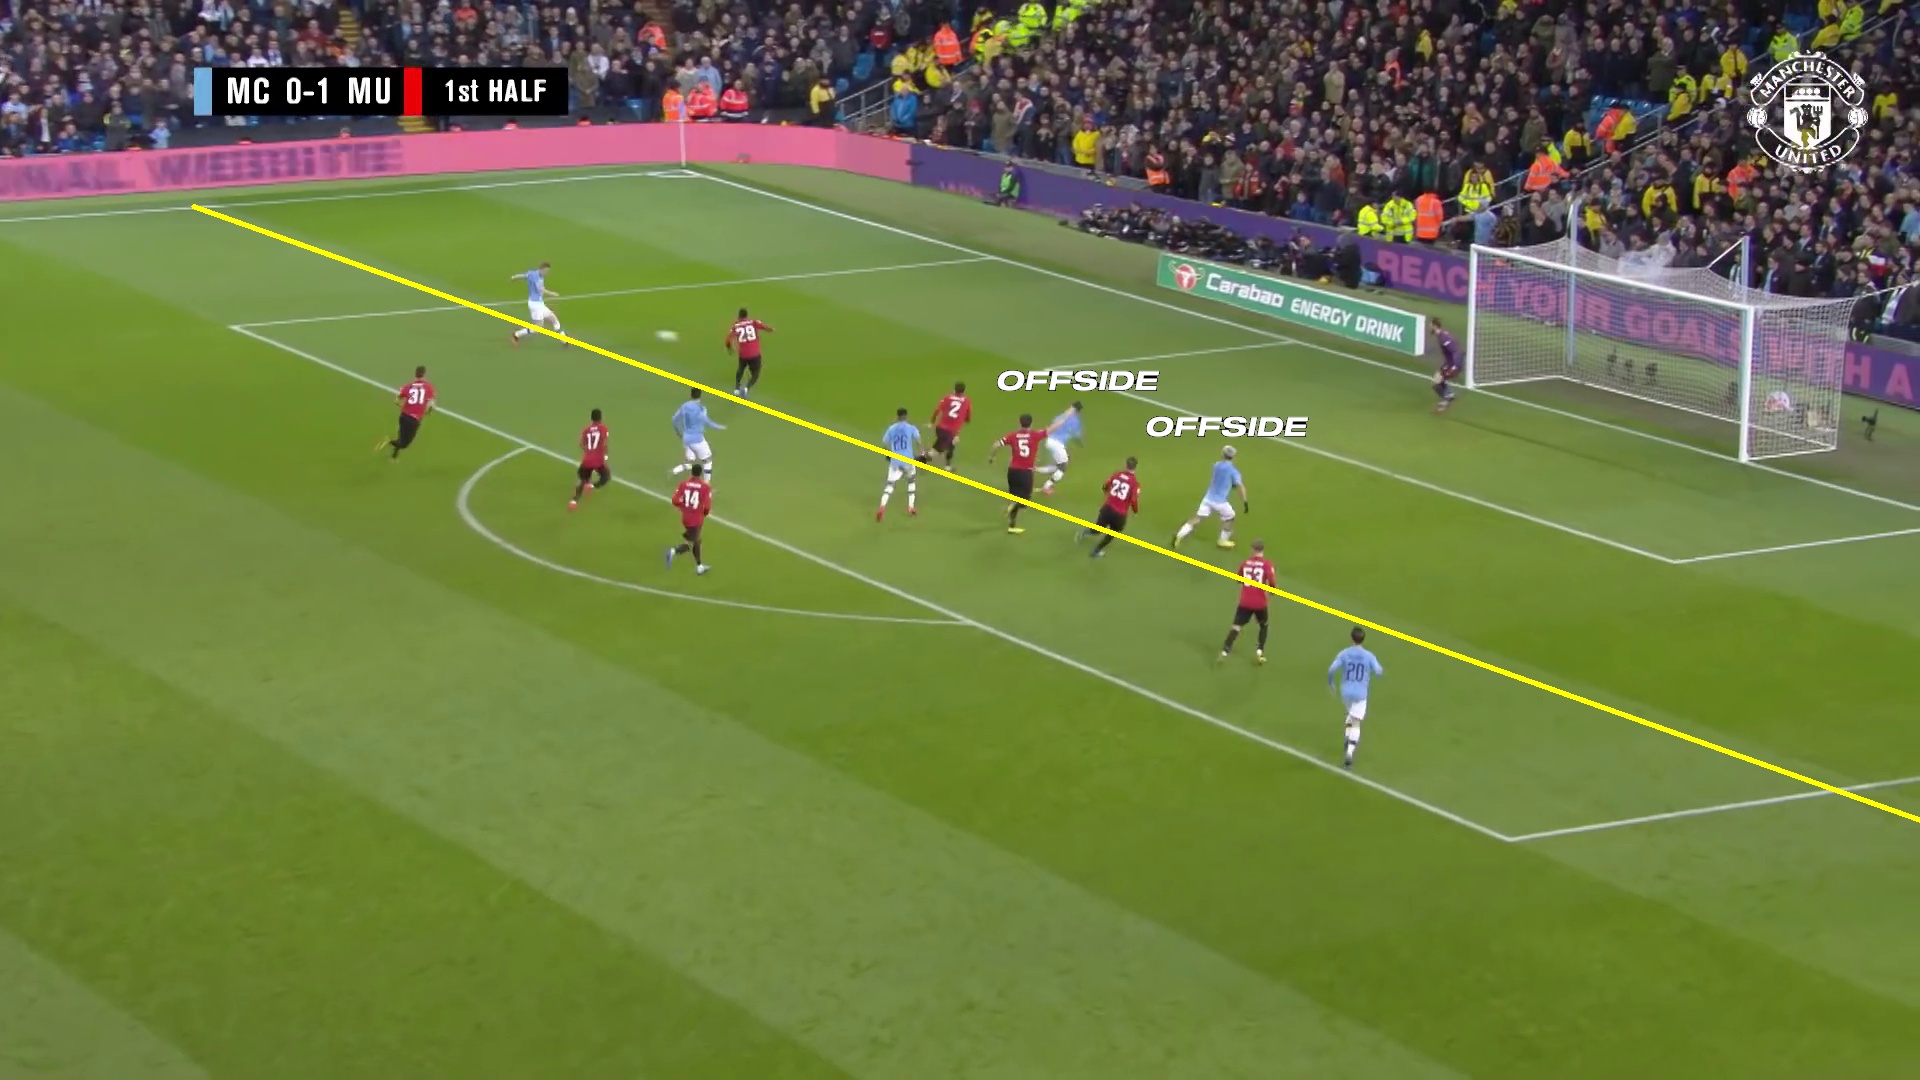 MC 0-1 MU 1st HALF
MANCHESTER
UNITED
Carabao ENERGY DRINK
REACH YOUR GOALS WITH A
29
31
OFFSIDE
2
OFFSIDE
17
26
5
14
23
53
20